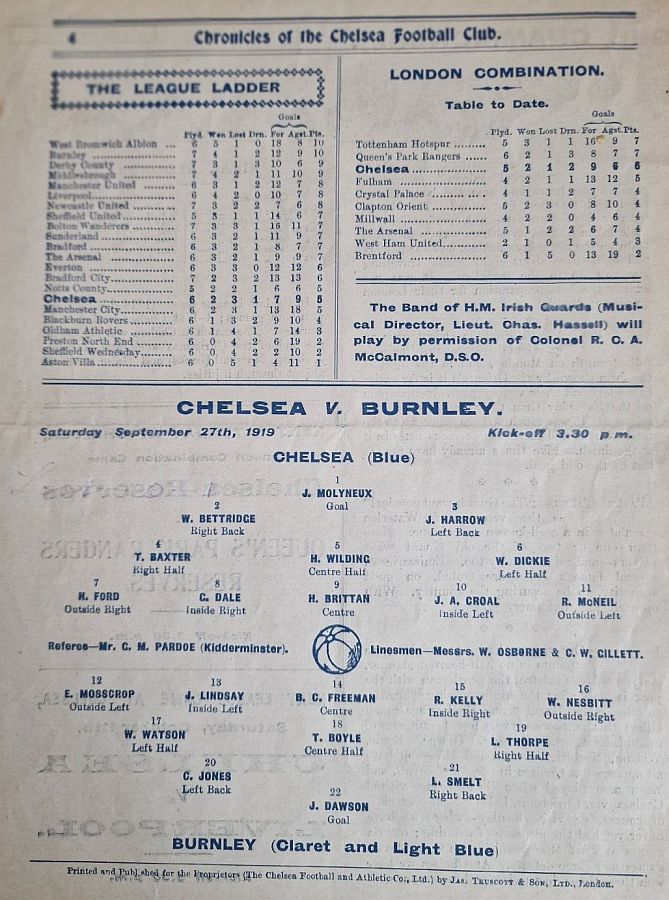 4 Chronicles of the Chelsea Football Club.
THE LEAGUE LADDER
Goals
Plyd. Won Lost Drn. For Agst. Pts.
West Bromwich Albion ... 6 5 1 0 18 8 10
Burnley 7 4 1 2 12 9 10
Derby County 7 3 1 3 10 6 9
Middlesbrough 7 4 2 1 11 10 9
Manchester United 6 3 1 2 12 7 8
Liverpool 6 4 2 0 10 7 8
Newcastle United 7 3 2 2 7 6 8
Sheffield United 5 3 1 1 14 6 7
Bolton Wanderers 7 3 3 1 16 11 7
Sunderland 6 3 2 1 11 9 7
Bradford 6 3 2 1 8 7 7
The Arsenal 6 3 2 1 9 9 7
Everton 6 3 3 0 12 12 6
Bradford City 7 2 3 2 13 13 6
Notts County 5 2 2 1 6 6 5
Chelsea 6 2 3 1 7 9 5
Manchester City 6 2 3 1 13 18 5
Blackburn Rovers 6 1 3 2 9 10 4
Oldham Athletic 6 1 4 1 7 14 3
Preston North End 6 0 4 2 6 19 2
Sheffield Wednesday 6 0 4 2 2 10 2
Aston Villa 6 0 5 1 4 11 1
LONDON COMBINATION.
Table to Date.
Goals
Plyd. Won Lost Drn. For Agst. Pts.
Tottenham Hotspur 5 3 1 1 16 9 7
Queen's Park Rangers 6 2 1 3 8 7 7
Chelsea 5 2 1 2 9 6 6
Fulham 4 2 1 1 13 12 5
Crystal Palace 4 1 1 2 7 7 4
Clapton Orient 5 2 3 0 8 10 4
Millwall 4 2 2 0 4 6 4
The Arsenal 5 1 2 2 6 7 4
West Ham United 2 1 0 1 5 4 3
Brentford 6 1 5 0 13 19 2
The Band of H.M. Irish Guards (Musi-
cal Director, Lieut. Chas. Hassell) will
play by permission of Colonel R. C. A.
McCalmont, D.S.O.
CHELSEA V. BURNLEY.
Saturday September 27th, 1919 Kick-off 3.30 p.m.
CHELSEA (Blue)
1
J. MOLYNEUX
Goal
2 3
W. BETTRIDGE J. HARROW
Right Back Left Back
4 5 6
T. BAXTER H. WILDING W. DICKIE
Right Half Centre Half Left Half
7 8 9 10 11
H. FORD G. DALE H. BRITTAN J. A. CROAL R. McNEIL
Outside Right Inside Right Centre Inside Left Outside Left
Referee—Mr. C. M. PARDOE (Kidderminster). Linesmen—Messrs. W. OSBORNE & C. W. GILLETT.
12 13 14 15 16
E. MOSSCROP J. LINDSAY B. C. FREEMAN R. KELLY W. NESBITT
Outside Left Inside Left Centre Inside Right Outside Right
17 18 19
W. WATSON T. BOYLE L. THORPE
Left Half Centre Half Right Half
20 21
C. JONES L. SMELT
Left Back Right Back
22
J. DAWSON
Goal
BURNLEY (Claret and Light Blue)
Printed and Published for the Proprietors (The Chelsea Football and Athletic Co., Ltd.) by JAS. TRUSCOTT & SON, LTD., London.